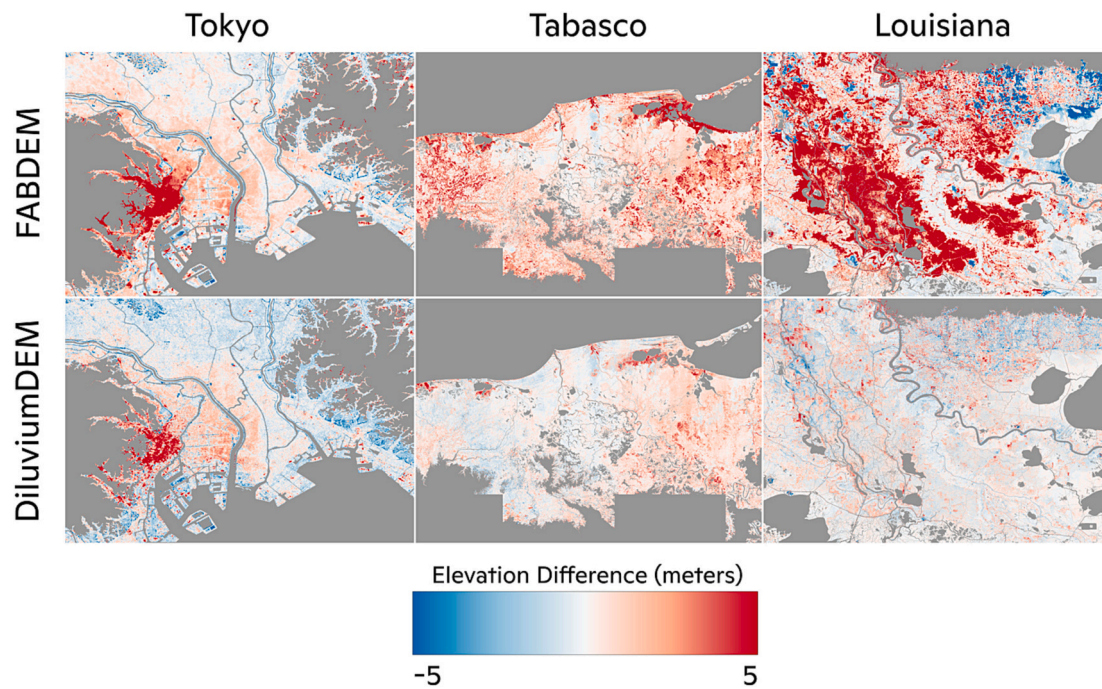 Tokyo
Tabasco
Louisiana
FABDEM
DiluviumDEM
Elevation Difference (meters)
-5
5